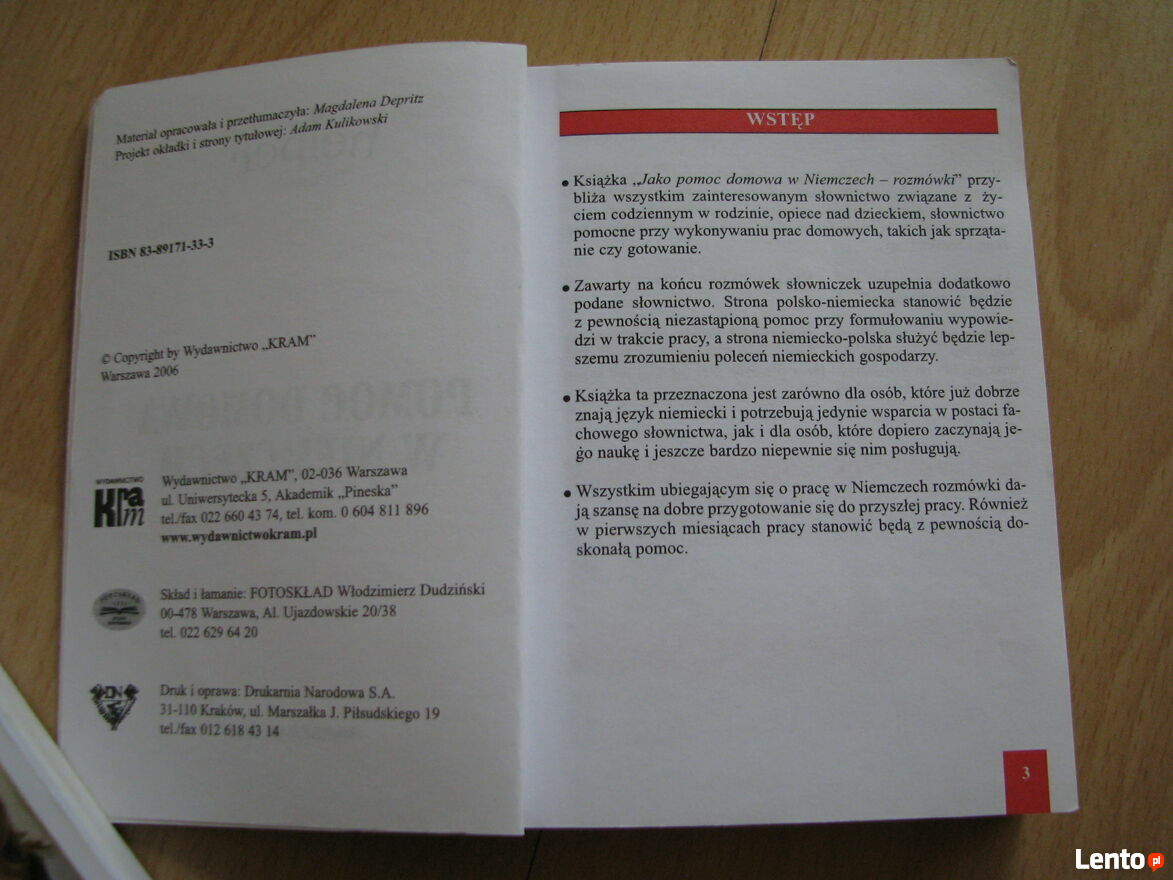 Materiał opracowała i przetłumaczyła: Magdalena Depritz
Projekt okładki i strony tytułowej: Adam Kulikowski
ISBN 83-89171-33-3
© Copyright by Wydawnictwo „KRAM”
Warszawa 2006
WYDAWNICTWO
kram
Wydawnictwo „KRAM”, 02-036 Warszawa
ul. Uniwersytecka 5, Akademik „Pineska”
tel./fax 022 660 43 74, tel. kom. 0 604 811 896
www.wydawnictwokram.pl
FOTOSKŁAD
Skład i łamanie: FOTOSKŁAD Włodzimierz Dudziński
00-478 Warszawa, Al. Ujazdowskie 20/38
tel. 022 629 64 20
DN
Druk i oprawa: Drukarnia Narodowa S.A.
31-110 Kraków, ul. Marszałka J. Piłsudskiego 19
tel./fax 012 618 43 14
WSTĘP
• Książka „Jako pomoc domowa w Niemczech – rozmówki” przy-
bliża wszystkim zainteresowanym słownictwo związane z ży-
ciem codziennym w rodzinie, opiece nad dzieckiem, słownictwo
pomocne przy wykonywaniu prac domowych, takich jak sprząta-
nie czy gotowanie.
• Zawarty na końcu rozmówek słowniczek uzupełnia dodatkowo
podane słownictwo. Strona polsko-niemiecka stanowić będzie
z pewnością niezastąpioną pomoc przy formułowaniu wypowie-
dzi w trakcie pracy, a strona niemiecko-polska służyć będzie lep-
szemu zrozumieniu poleceń niemieckich gospodarzy.
• Książka ta przeznaczona jest zarówno dla osób, które już dobrze
znają język niemiecki i potrzebują jedynie wsparcia w postaci fa-
chowego słownictwa, jak i dla osób, które dopiero zaczynają je-
go naukę i jeszcze bardzo niepewnie się nim posługują.
• Wszystkim ubiegającym się o pracę w Niemczech rozmówki da-
ją szansę na dobre przygotowanie się do przyszłej pracy. Również
w pierwszych miesiącach pracy stanowić będą z pewnością do-
skonałą pomoc.
3
Lento.pl